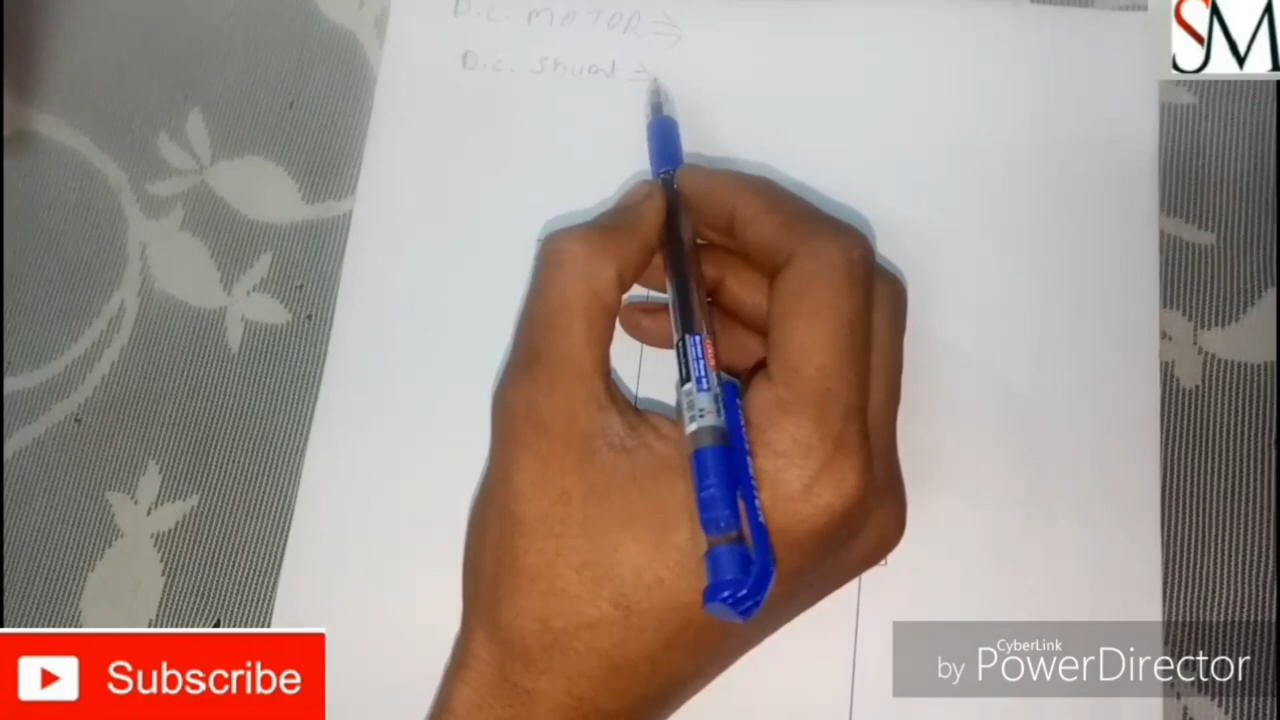 D.C. MOTOR ⇒
D.C. Shunt ⇒
SM
Subscribe
CyberLink
by PowerDirector